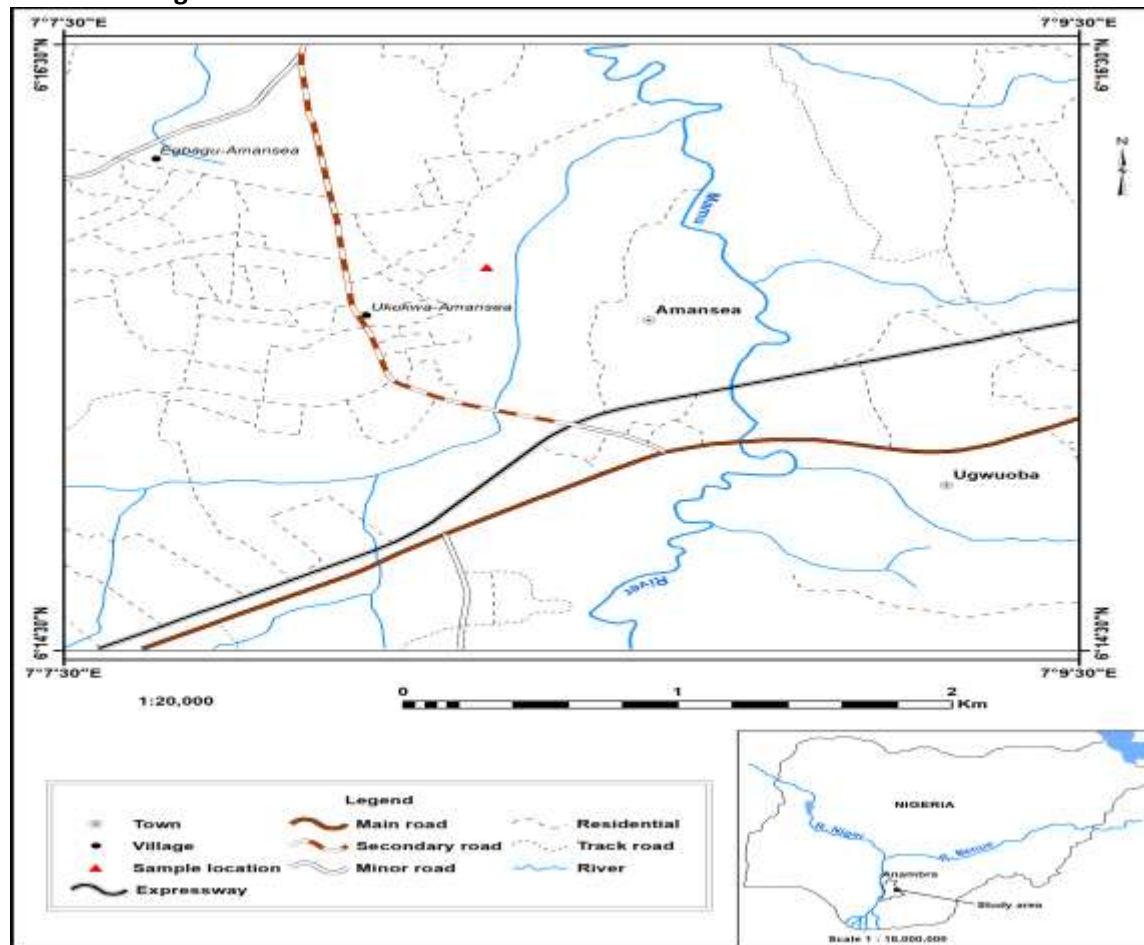 7°7'30"E 7°9'30"E
6°16'30"N 6°16'30"N
N
Egbagu-Amansea
Mamu
Ukukwa-Amansea
Amansea
Ugwuoba
River
6°14'30"N 6°14'30"N
7°7'30"E 7°9'30"E
1:20,000
0 1 2
Km
Legend
Town Main road Residential
Village Secondary road Track road
Sample location Minor road River
Expressway
NIGERIA
R. Niger
R. Benue
Anambra
Study area
Scale 1 : 18,000,000